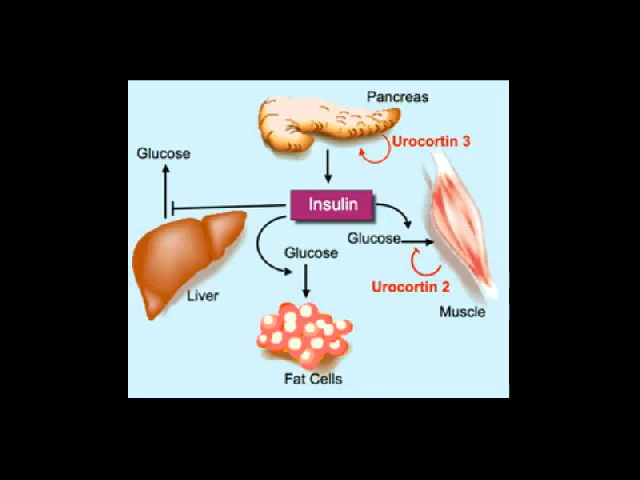 Pancreas
Urocortin 3
Glucose
Insulin
Glucose
Glucose
Urocortin 2
Liver
Muscle
Fat Cells